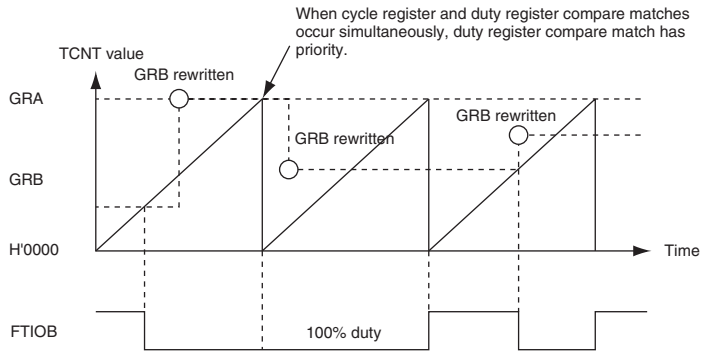 When cycle register and duty register compare matches
occur simultaneously, duty register compare match has
priority.
TCNT value
GRB rewritten
GRA
GRB rewritten
GRB rewritten
GRB
H'0000
Time
FTIOB
100% duty